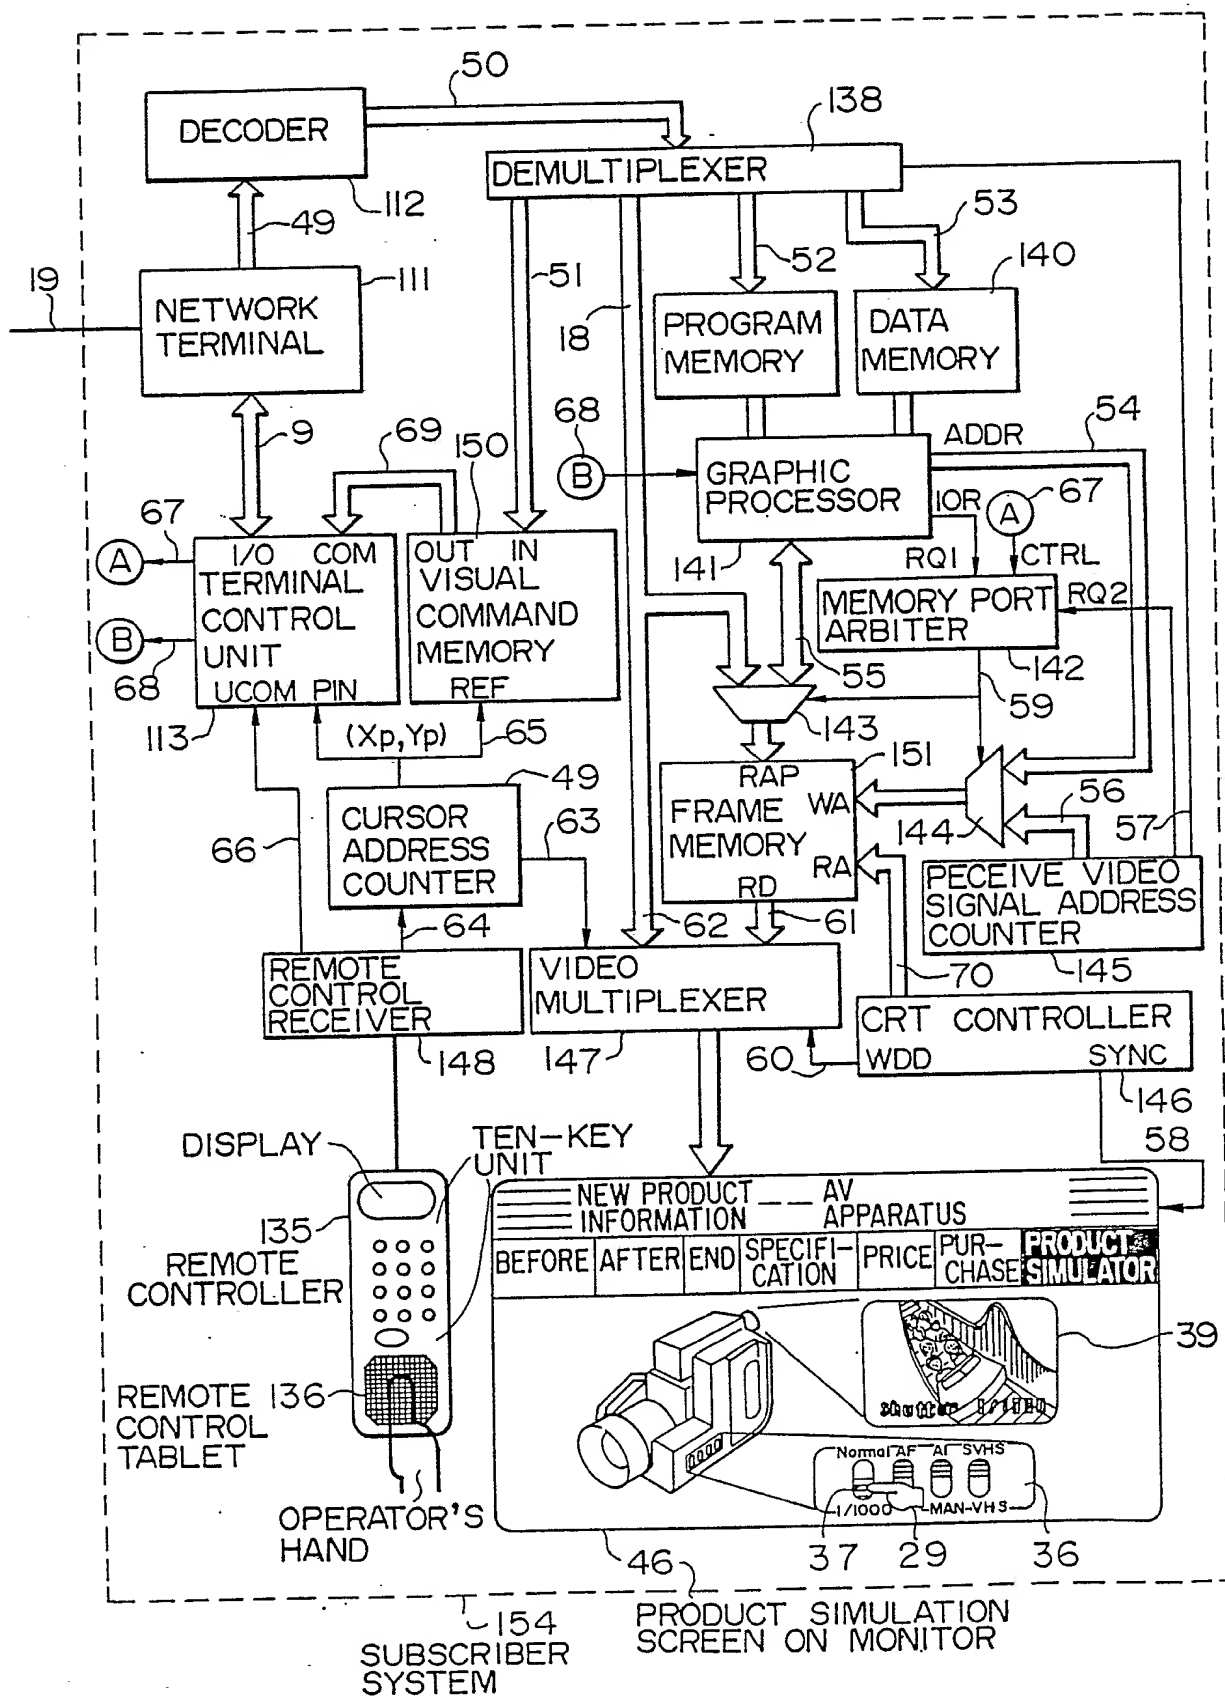 50
138
DECODER
DEMULTIPLEXER
112
49
53
19
111
51
52
140
NETWORK
TERMINAL
18
PROGRAM
MEMORY
DATA
MEMORY
9
69
150
68
B
54
ADDR
GRAPHIC
PROCESSOR
IOR
67
A
67
A
I/O COM
TERMINAL
CONTROL
UNIT
UCOM PIN
OUT IN
VISUAL
COMMAND
MEMORY
REF
141
RQ1
CTRL
MEMORY PORT
ARBITER
RQ2
B
68
55
142
59
113
(Xp,Yp)
65
143
49
151
RAP
FRAME
MEMORY
WA
RA
RD
56
144
57
66
CURSOR
ADDRESS
COUNTER
63
PECEIVE VIDEO
SIGNAL ADDRESS
COUNTER
64
62
61
145
REMOTE
CONTROL
RECEIVER
VIDEO
MULTIPLEXER
70
CRT CONTROLLER
WDD SYNC
148
147
60
146
58
DISPLAY
TEN-KEY
UNIT
135
REMOTE
CONTROLLER
NEW PRODUCT
INFORMATION
AV
APPARATUS
BEFORE
AFTER
END
SPECIFI-
CATION
PRICE
PUR-
CHASE
PRODUCT
SIMULATOR
39
shutter 1/1000
REMOTE
CONTROL
TABLET
136
Normal AF AI SVHS
1/1000 MAN-VHS
OPERATOR'S
HAND
46
37
29
36
154
SUBSCRIBER
SYSTEM
PRODUCT SIMULATION
SCREEN ON MONITOR